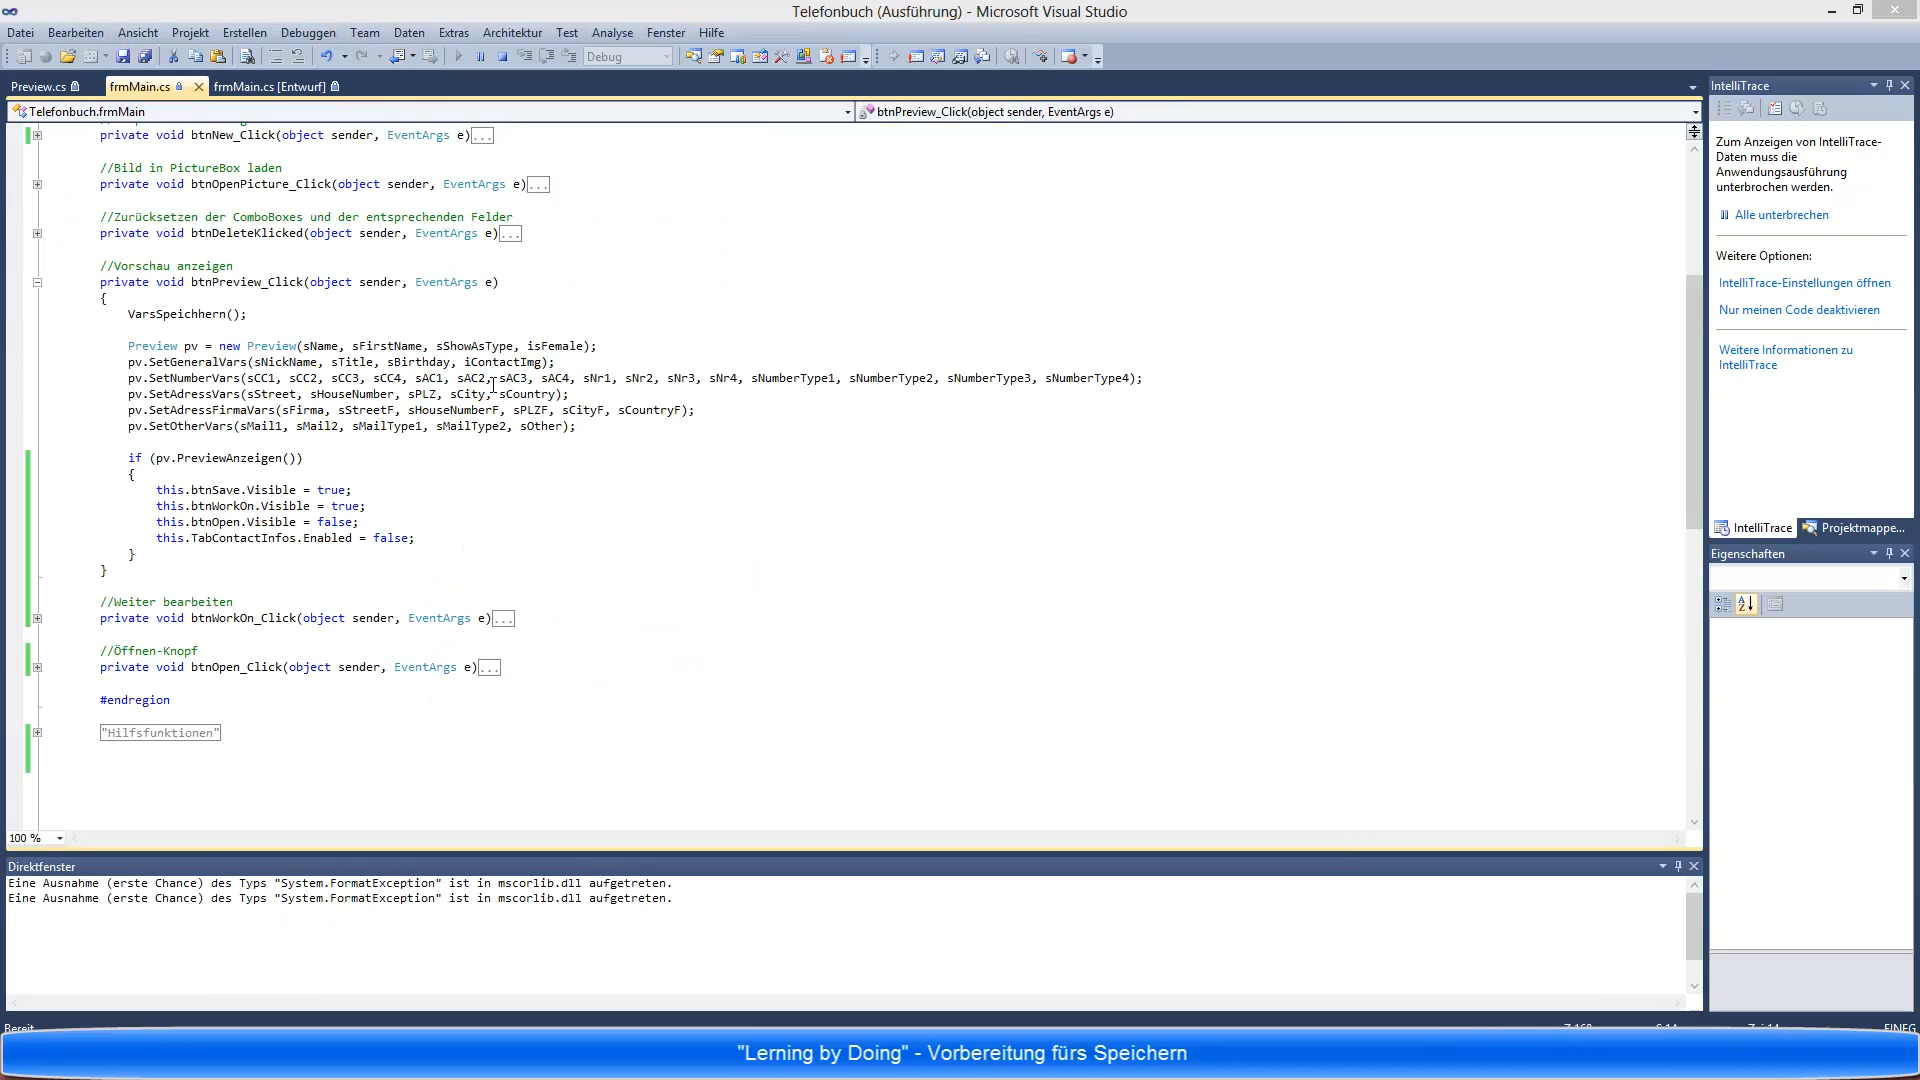 Telefonbuch (Ausführung) - Microsoft Visual Studio
Datei Bearbeiten Ansicht Projekt Erstellen Debuggen Team Daten Extras Architektur Test Analyse Fenster Hilfe
Debug
Preview.cs frmMain.cs frmMain.cs [Entwurf]
Telefonbuch.frmMain btnPreview_Click(object sender, EventArgs e)
private void btnNew_Click(object sender, EventArgs e)...
//Bild in PictureBox laden
private void btnOpenPicture_Click(object sender, EventArgs e)...
//Zurücksetzen der ComboBoxes und der entsprechenden Felder
private void btnDeleteKlicked(object sender, EventArgs e)...
//Vorschau anzeigen
private void btnPreview_Click(object sender, EventArgs e)
{
VarsSpeichhern();
Preview pv = new Preview(sName, sFirstName, sShowAsType, isFemale);
pv.SetGeneralVars(sNickName, sTitle, sBirthday, iContactImg);
pv.SetNumberVars(sCC1, sCC2, sCC3, sCC4, sAC1, sAC2, sAC3, sAC4, sNr1, sNr2, sNr3, sNr4, sNumberType1, sNumberType2, sNumberType3, sNumberType4);
pv.SetAdressVars(sStreet, sHouseNumber, sPLZ, sCity, sCountry);
pv.SetAdressFirmaVars(sFirma, sStreetF, sHouseNumberF, sPLZF, sCityF, sCountryF);
pv.SetOtherVars(sMail1, sMail2, sMailType1, sMailType2, sOther);
if (pv.PreviewAnzeigen())
{
this.btnSave.Visible = true;
this.btnWorkOn.Visible = true;
this.btnOpen.Visible = false;
this.TabContactInfos.Enabled = false;
}
}
//Weiter bearbeiten
private void btnWorkOn_Click(object sender, EventArgs e)...
//Öffnen-Knopf
private void btnOpen_Click(object sender, EventArgs e)...
#endregion
"Hilfsfunktionen"
100 %
Direktfenster
Eine Ausnahme (erste Chance) des Typs "System.FormatException" ist in mscorlib.dll aufgetreten.
Eine Ausnahme (erste Chance) des Typs "System.FormatException" ist in mscorlib.dll aufgetreten.
IntelliTrace
Zum Anzeigen von IntelliTrace-
Daten muss die
Anwendungsausführung
unterbrochen werden.
Alle unterbrechen
Weitere Optionen:
IntelliTrace-Einstellungen öffnen
Nur meinen Code deaktivieren
Weitere Informationen zu
IntelliTrace
IntelliTrace Projektmappe...
Eigenschaften
Bereit
EINFG
"Lerning by Doing" - Vorbereitung fürs Speichern